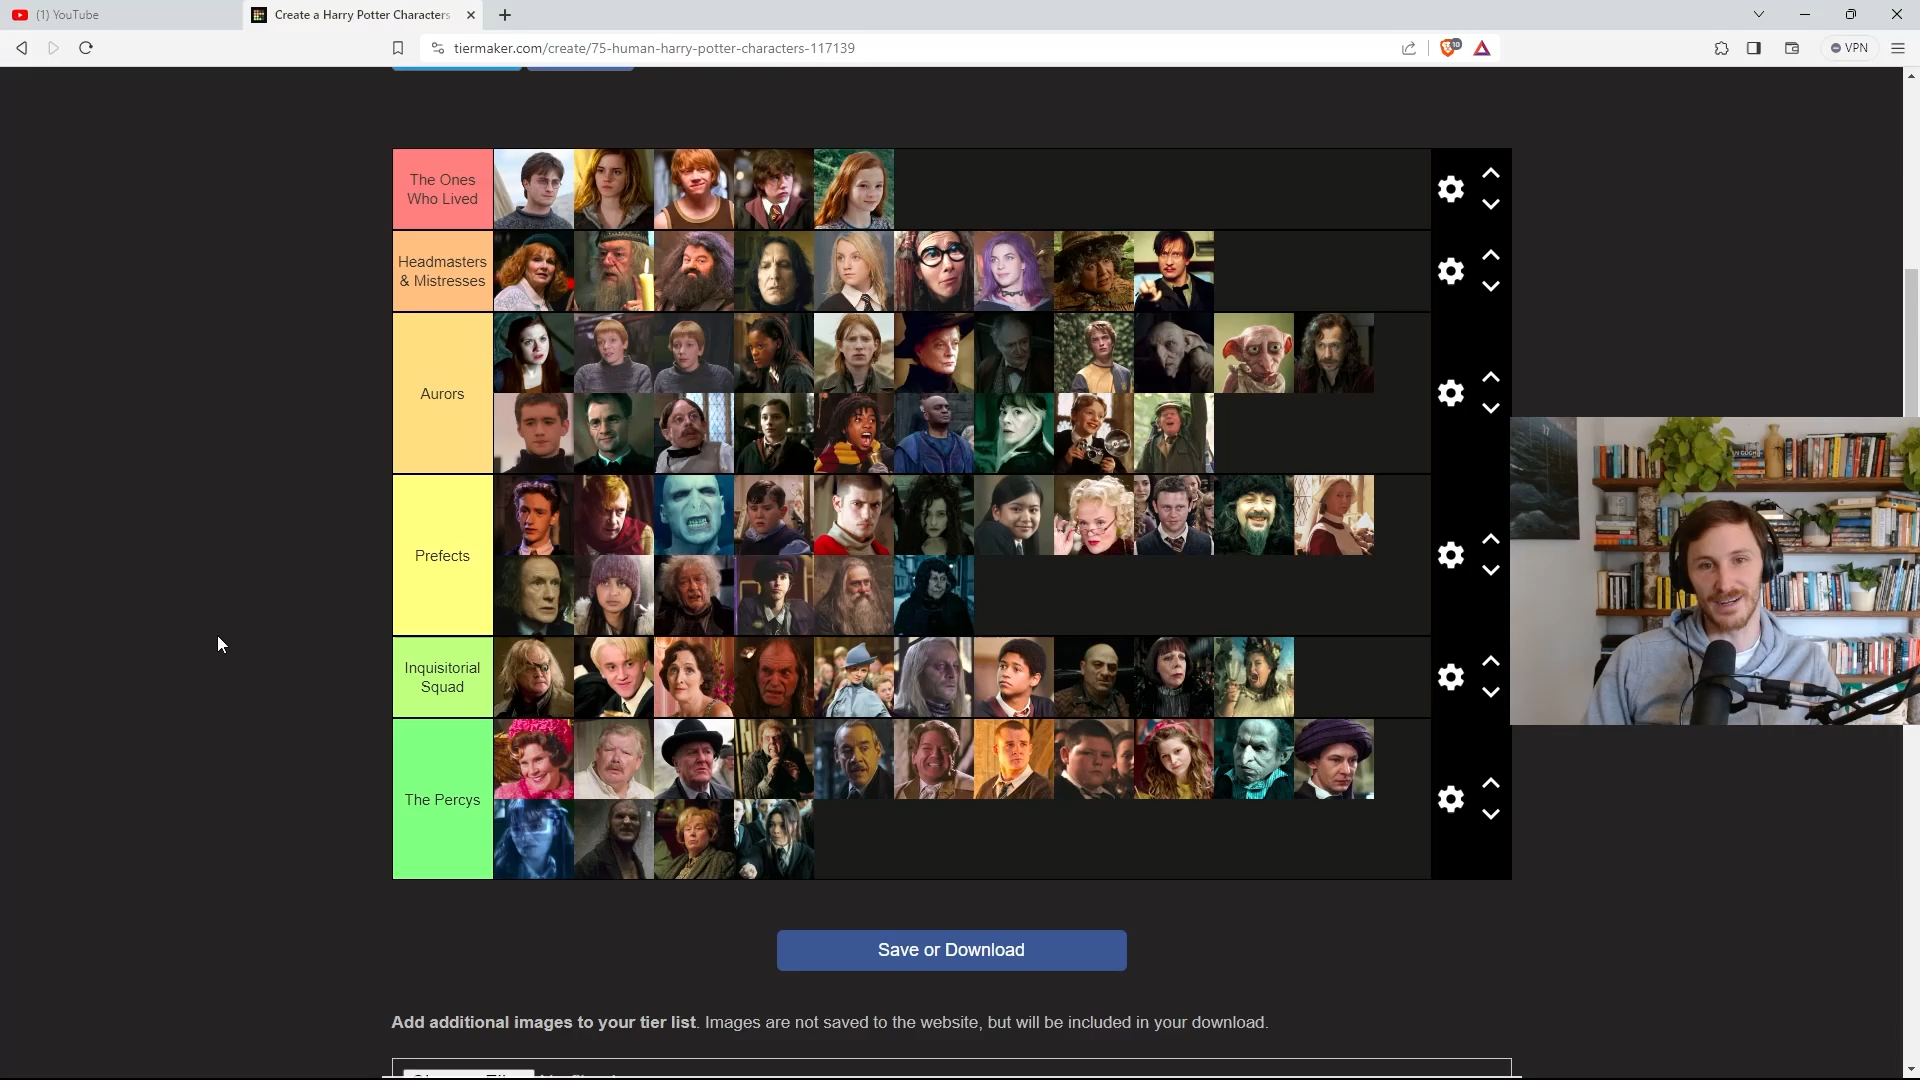 (1) YouTube
Create a Harry Potter Characters
tiermaker.com/create/75-human-harry-potter-characters-117139
10
VPN
The Ones
Who Lived
Headmasters
& Mistresses
Aurors
Prefects
Inquisitorial
Squad
The Percys
Save or Download
Add additional images to your tier list. Images are not saved to the website, but will be included in your download.